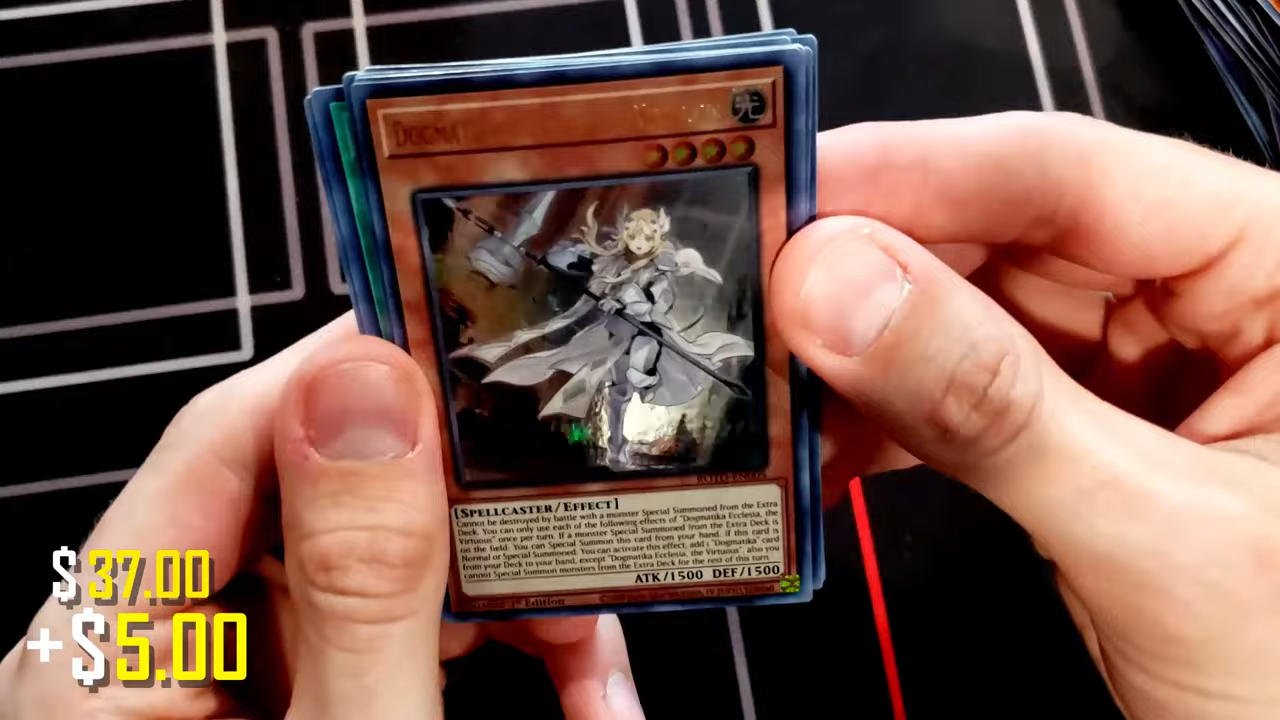 DOGMA
光
ROTD-EN005
[SPELLCASTER/EFFECT]
Cannot be destroyed by battle with a monster Special Summoned from the Extra
Deck. You can only use each of the following effects of "Dogmatika Ecclesia, the
Virtuous" once per turn. If a monster Special Summoned from the Extra Deck is
on the field: You can Special Summon this card from your hand. If this card is
Normal or Special Summoned: You can activate this effect; add 1 "Dogmatika" card
from your Deck to your hand, except "Dogmatika Ecclesia, the Virtuous", also you
cannot Special Summon monsters from the Extra Deck for the rest of this turn.
ATK/1500 DEF/1500
1st Edition
$37.00
+$5.00